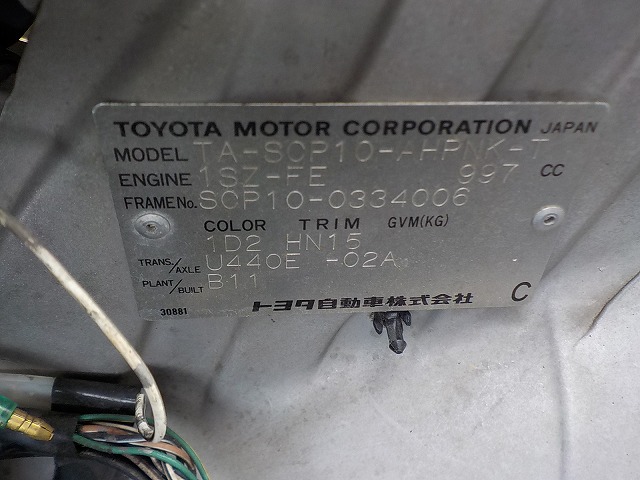 TOYOTA MOTOR CORPORATION JAPAN
MODEL TA-SCP10-AHPNK-T
ENGINE 1SZ-FE 997 CC
FRAME No. SCP10-0334006
COLOR TRIM GVM(KG)
1D2 HN15
TRANS./AXLE U440E -02A
PLANT/BUILT B11
30881 トヨタ自動車株式会社 C